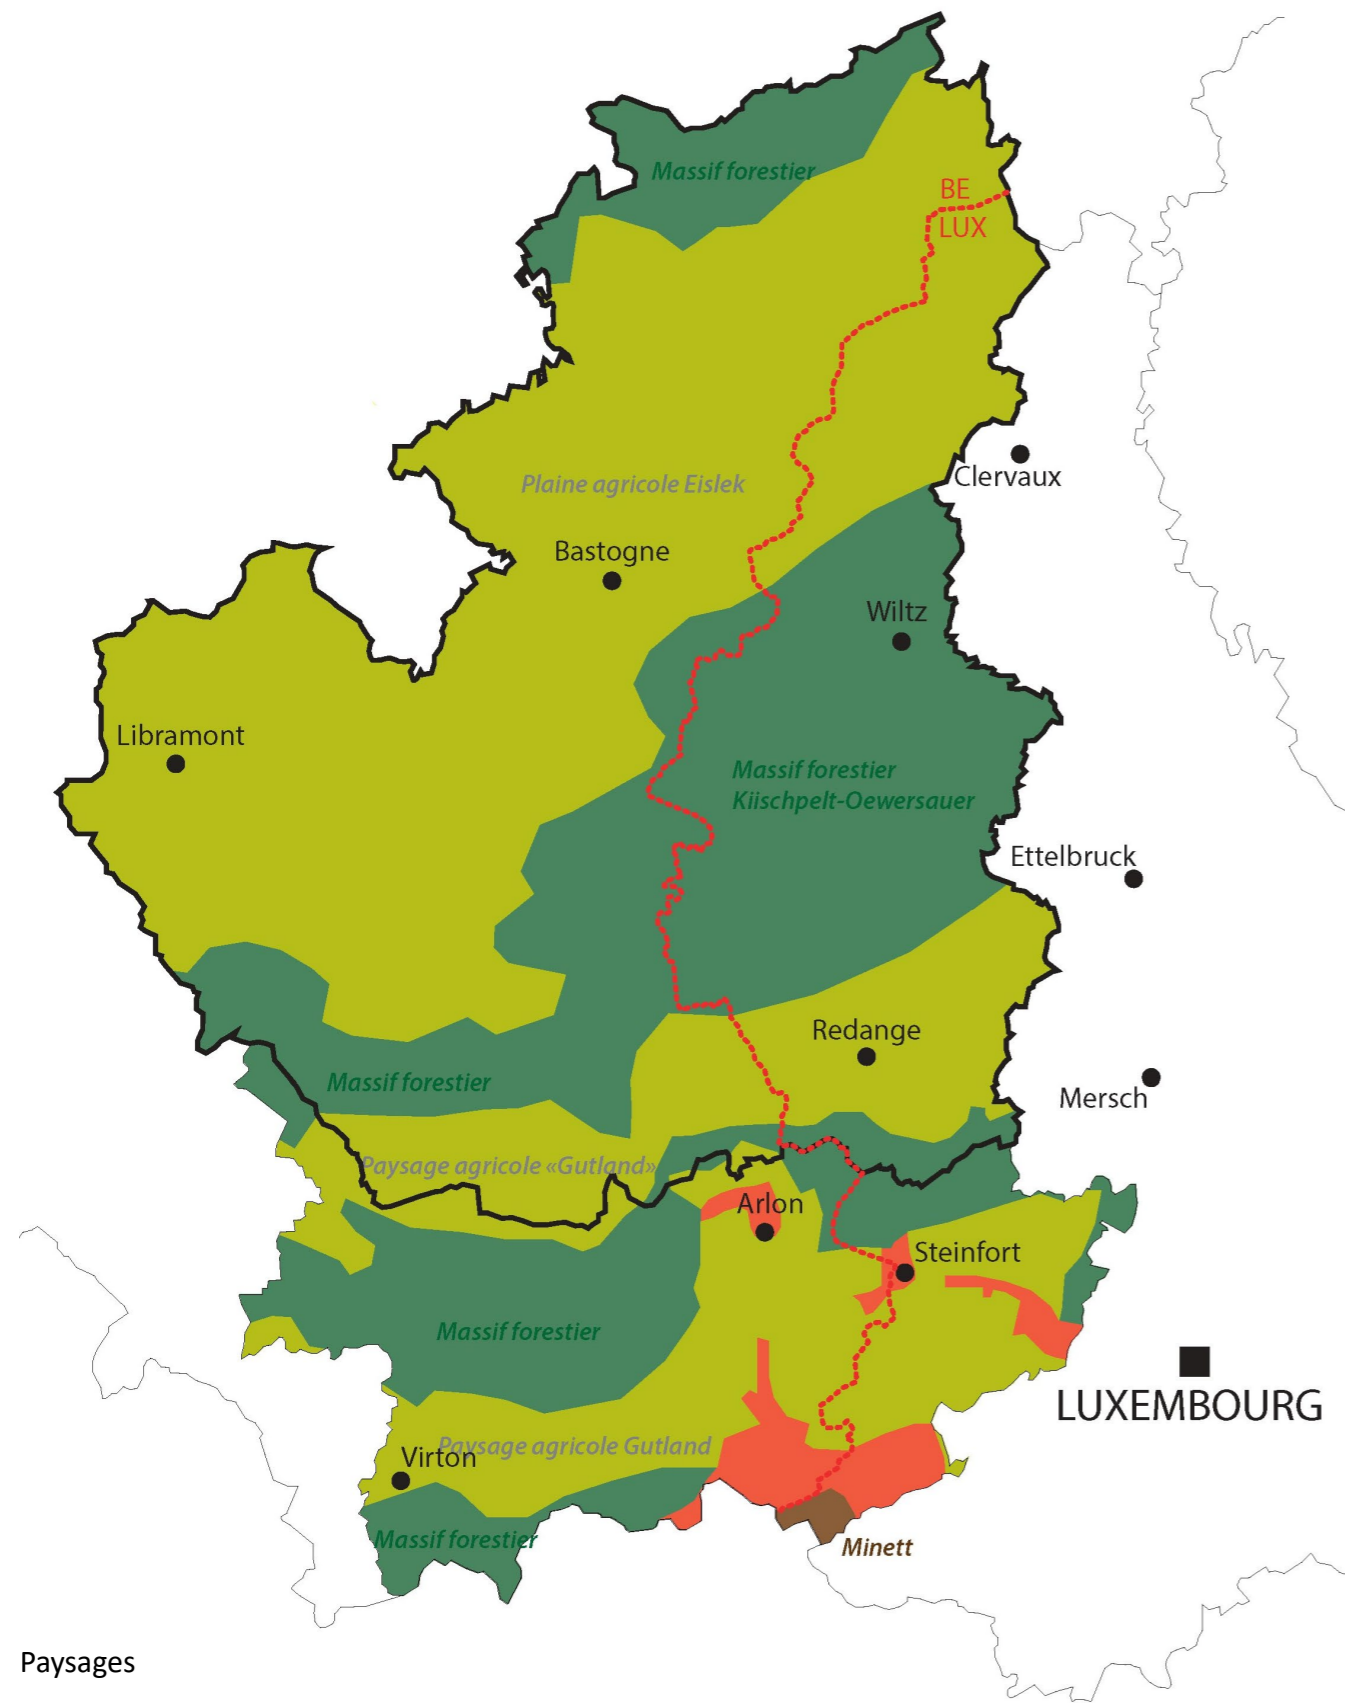 Massif forestier
BE
LUX
Clervaux
Plaine agricole Eislek
Bastogne
Wiltz
Libramont
Massif forestier
Kiischpelt-Oewersauer
Ettelbruck
Redange
Massif forestier
Mersch
Paysage agricole «Gutland»
Arlon
Steinfort
Massif forestier
LUXEMBOURG
Paysage agricole Gutland
Virton
Massif forestier
Minett
Paysages